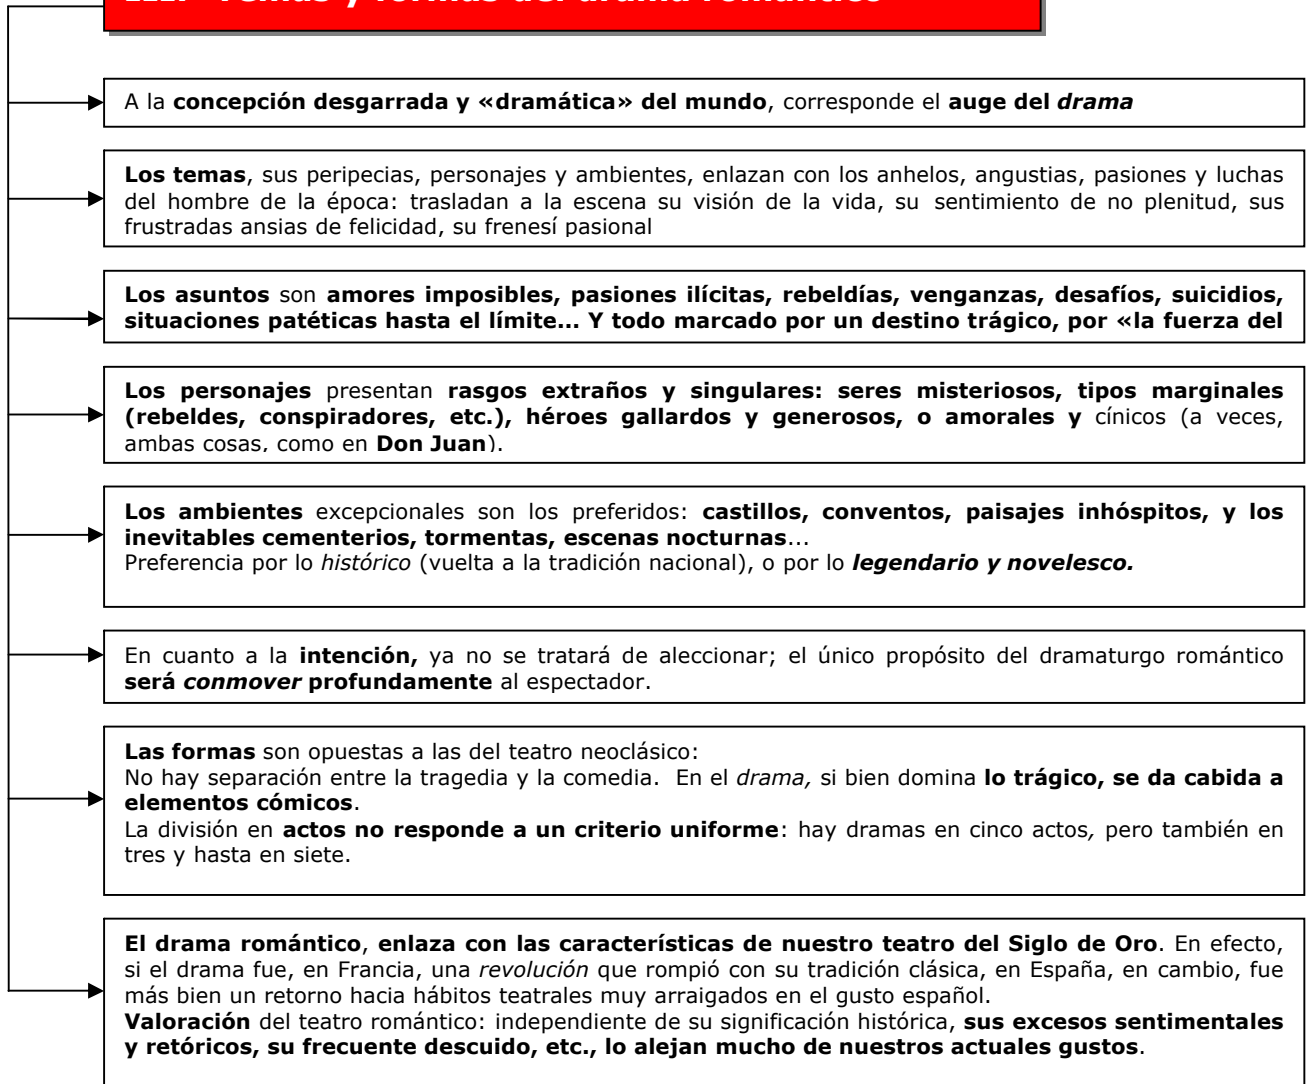 III.- Temas y formas del drama romántico
A la concepción desgarrada y «dramática» del mundo, corresponde el auge del drama
Los temas, sus peripecias, personajes y ambientes, enlazan con los anhelos, angustias, pasiones y luchas
del hombre de la época: trasladan a la escena su visión de la vida, su sentimiento de no plenitud, sus
frustradas ansias de felicidad, su frenesí pasional
Los asuntos son amores imposibles, pasiones ilícitas, rebeldías, venganzas, desafíos, suicidios,
situaciones patéticas hasta el límite... Y todo marcado por un destino trágico, por «la fuerza del
Los personajes presentan rasgos extraños y singulares: seres misteriosos, tipos marginales
(rebeldes, conspiradores, etc.), héroes gallardos y generosos, o amorales y cínicos (a veces,
ambas cosas, como en Don Juan).
Los ambientes excepcionales son los preferidos: castillos, conventos, paisajes inhóspitos, y los
inevitables cementerios, tormentas, escenas nocturnas...
Preferencia por lo histórico (vuelta a la tradición nacional), o por lo legendario y novelesco.
En cuanto a la intención, ya no se tratará de aleccionar; el único propósito del dramaturgo romántico
será conmover profundamente al espectador.
Las formas son opuestas a las del teatro neoclásico:
No hay separación entre la tragedia y la comedia. En el drama, si bien domina lo trágico, se da cabida a
elementos cómicos.
La división en actos no responde a un criterio uniforme: hay dramas en cinco actos, pero también en
tres y hasta en siete.
El drama romántico, enlaza con las características de nuestro teatro del Siglo de Oro. En efecto,
si el drama fue, en Francia, una revolución que rompió con su tradición clásica, en España, en cambio, fue
más bien un retorno hacia hábitos teatrales muy arraigados en el gusto español.
Valoración del teatro romántico: independiente de su significación histórica, sus excesos sentimentales
y retóricos, su frecuente descuido, etc., lo alejan mucho de nuestros actuales gustos.